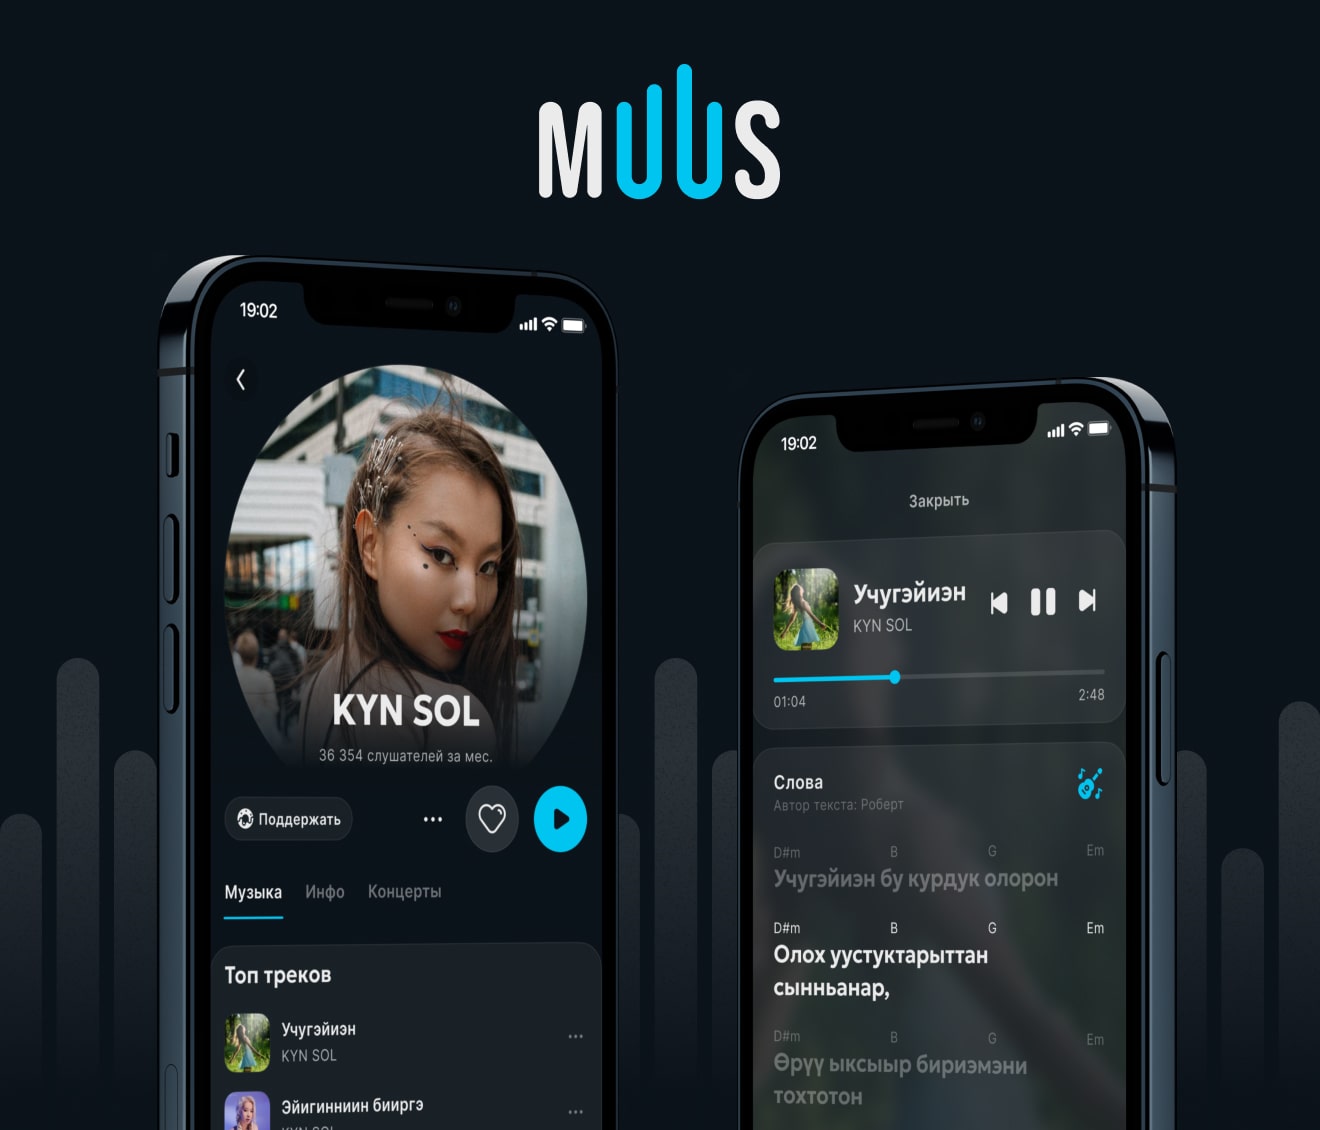 MUUS
19:02
KYN SOL
36 354 слушателей за мес.
Поддержать
Музыка Инфо Концерты
Топ треков
Учугэйиэн
KYN SOL
Эйигинниин бииргэ
KYN SOL
19:02
Закрыть
Учугэйиэн
KYN SOL
01:04 2:48
Слова
Автор текста: Роберт
D#m B G Em
Учугэйиэн бу курдук олорон
D#m B G Em
Олох уустуктарыттан
сынньанар,
D#m B G Em
Өрүү ыксыыр бириэмэни
тохтотон